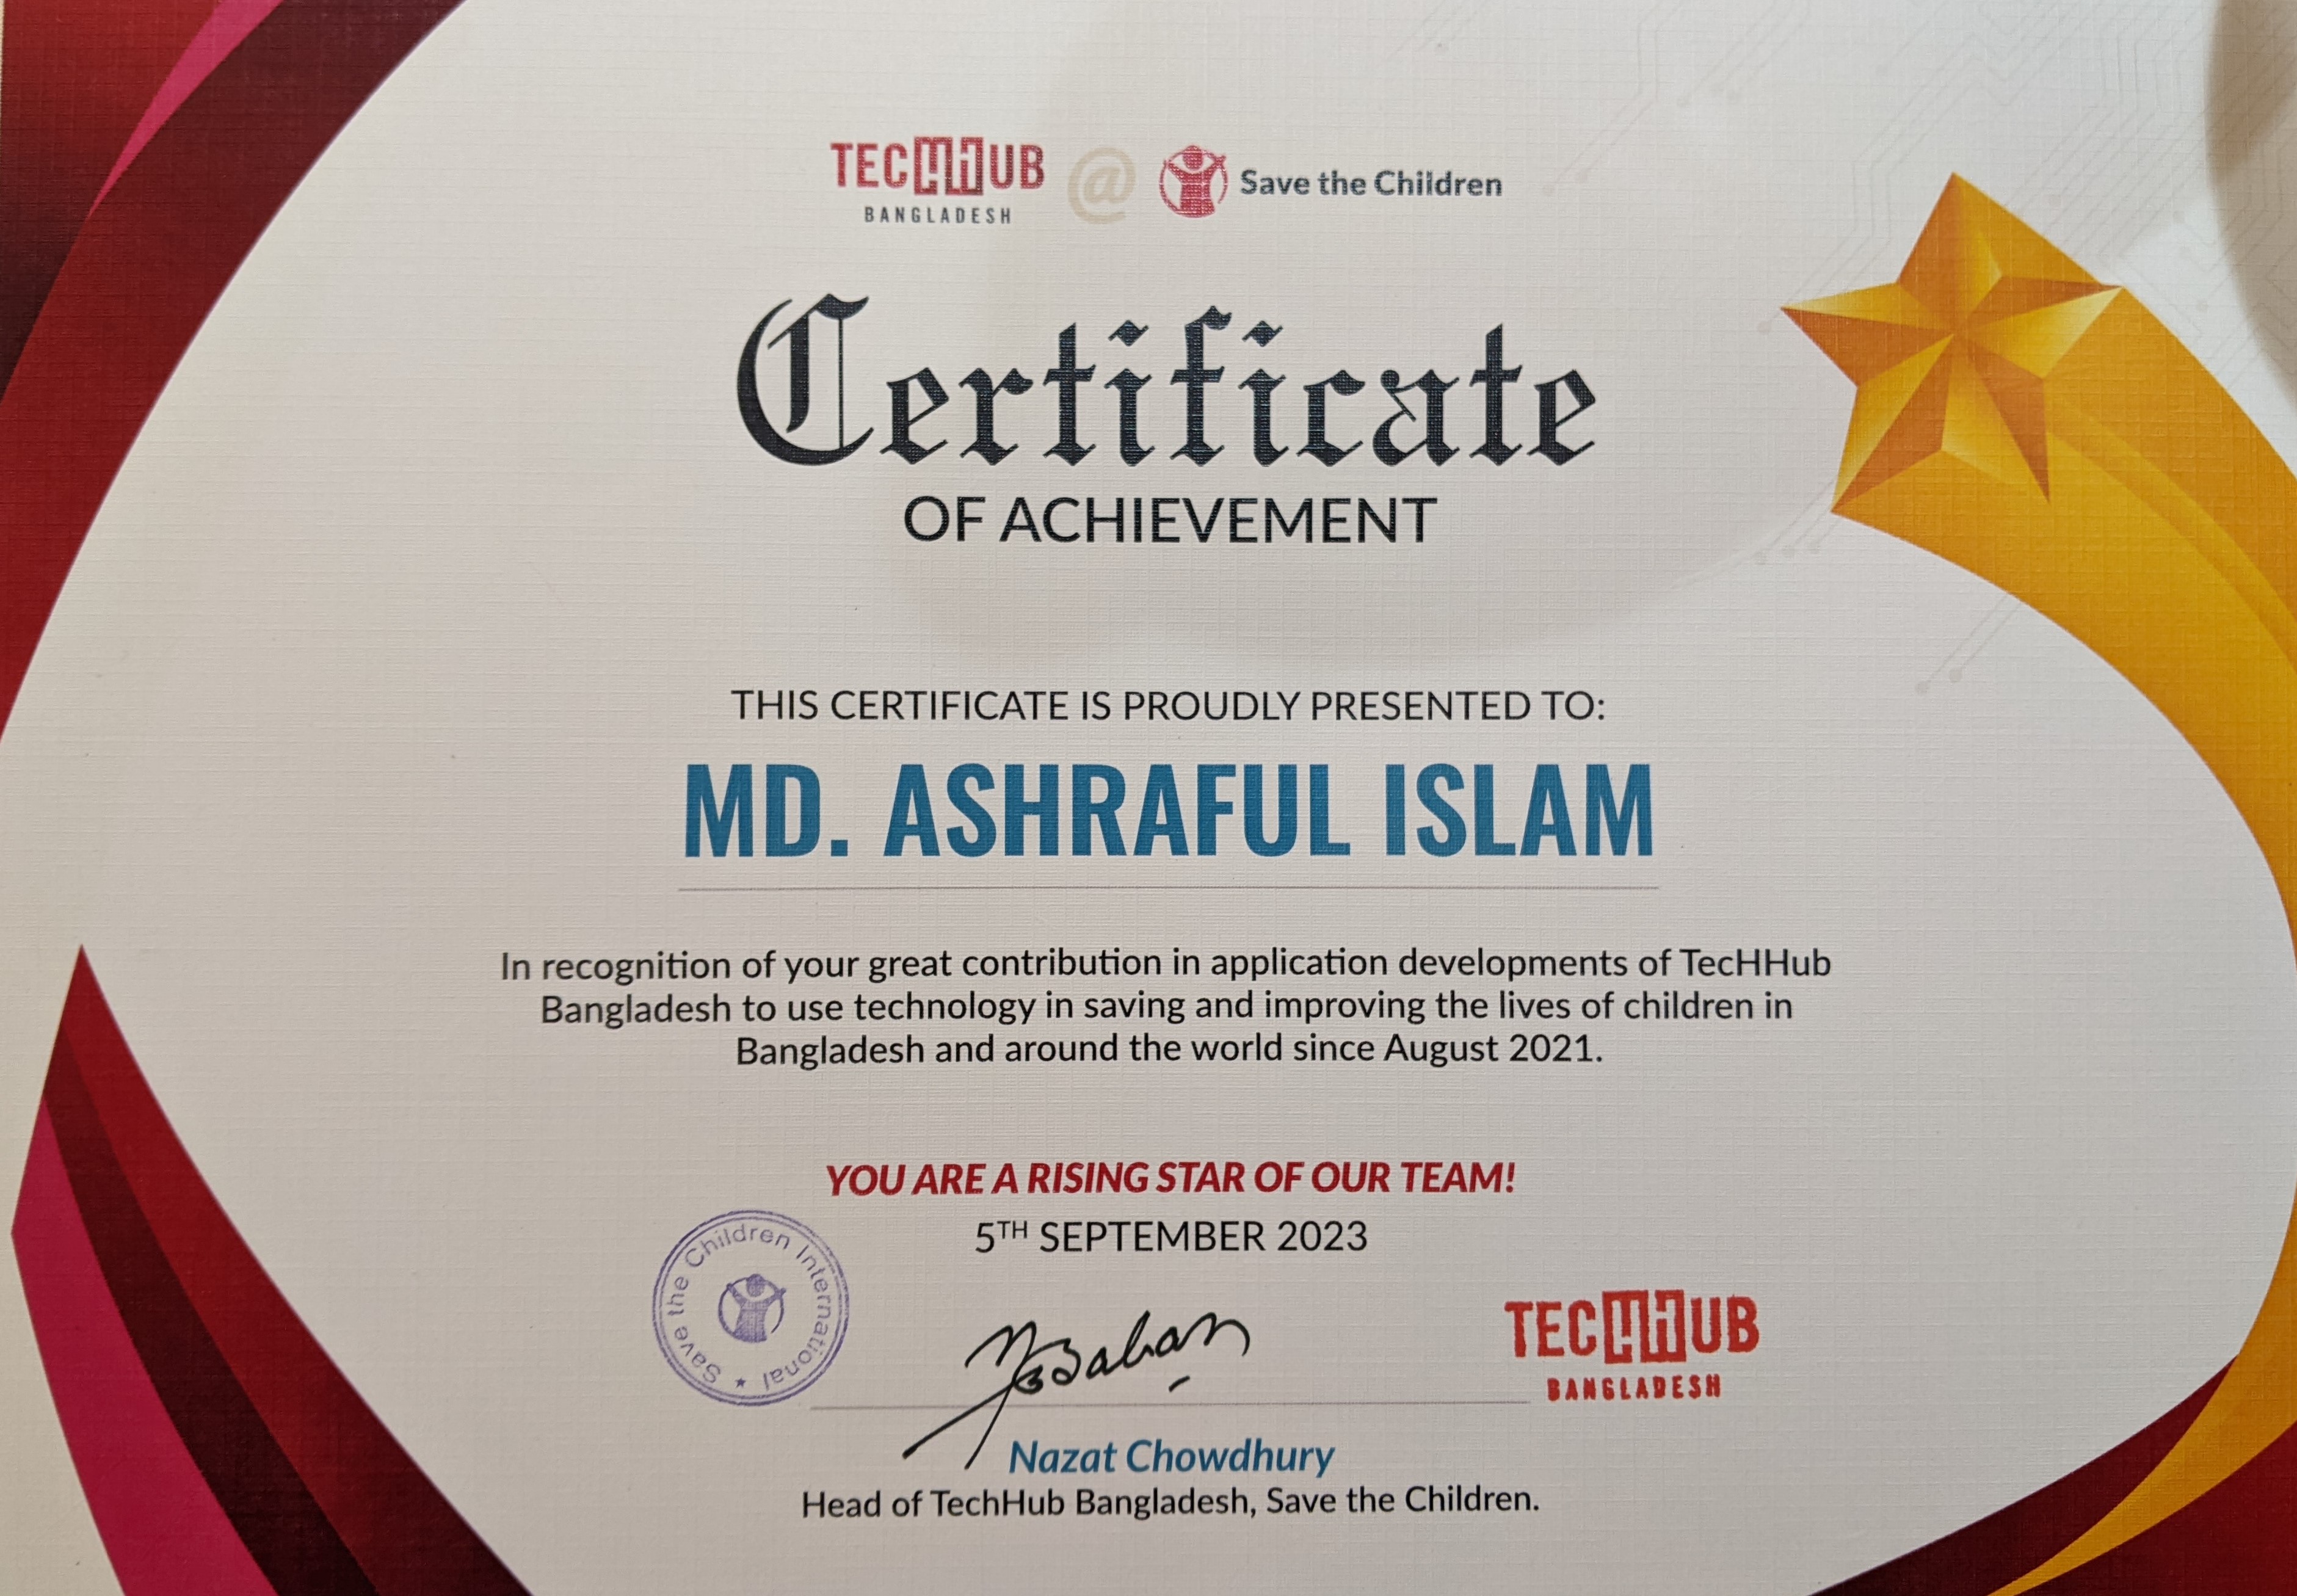 TECHHUB
BANGLADESH
@
Save the Children
Certificate
OF ACHIEVEMENT
THIS CERTIFICATE IS PROUDLY PRESENTED TO:
MD. ASHRAFUL ISLAM
In recognition of your great contribution in application developments of TecHHub
Bangladesh to use technology in saving and improving the lives of children in
Bangladesh and around the world since August 2021.
YOU ARE A RISING STAR OF OUR TEAM!
5TH SEPTEMBER 2023
Save the Children International ★
TECHHUB
BANGLADESH
Nazat Chowdhury
Head of TechHub Bangladesh, Save the Children.